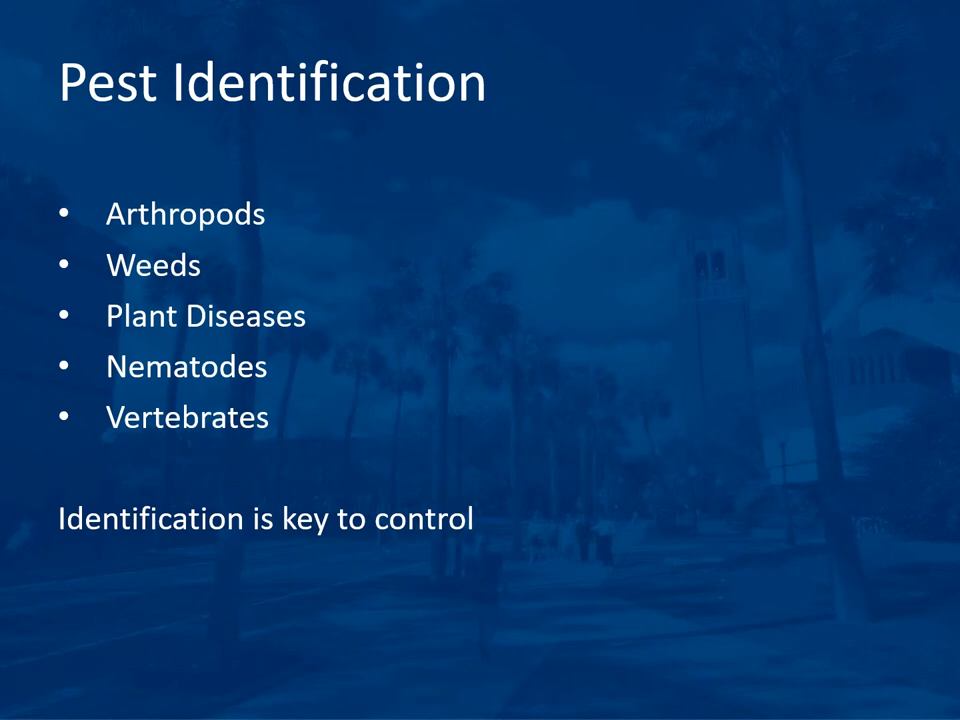 Pest Identification
• Arthropods
• Weeds
• Plant Diseases
• Nematodes
• Vertebrates
Identification is key to control